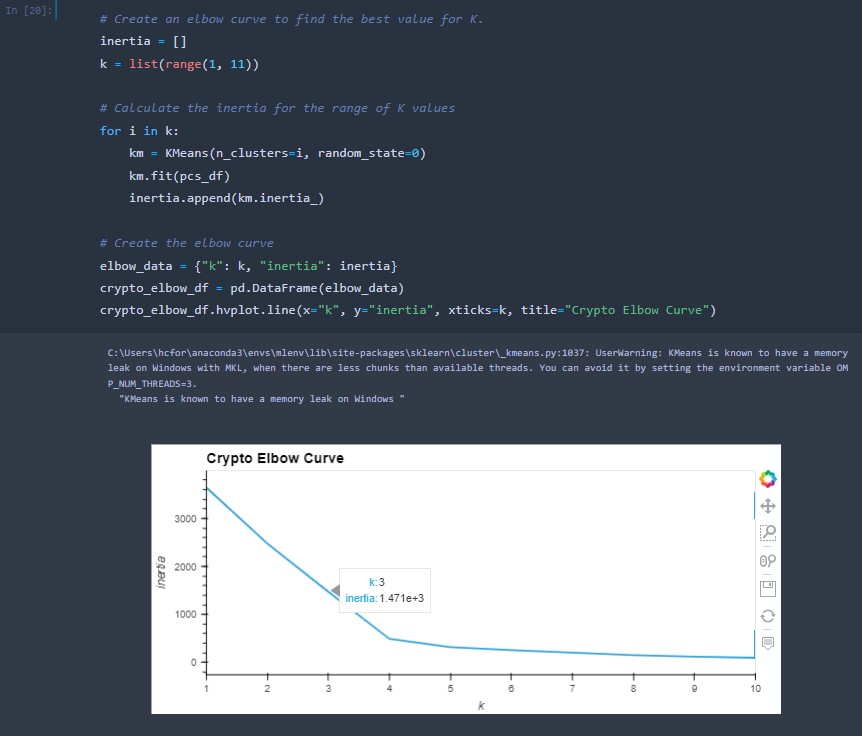 In [20]:
# Create an elbow curve to find the best value for K.
inertia = []
k = list(range(1, 11))
# Calculate the inertia for the range of K values
for i in k:
    km = KMeans(n_clusters=i, random_state=0)
    km.fit(pcs_df)
    inertia.append(km.inertia_)
# Create the elbow curve
elbow_data = {"k": k, "inertia": inertia}
crypto_elbow_df = pd.DataFrame(elbow_data)
crypto_elbow_df.hvplot.line(x="k", y="inertia", xticks=k, title="Crypto Elbow Curve")
C:\Users\hcfor\anaconda3\envs\mlenv\lib\site-packages\sklearn\cluster\_kmeans.py:1037: UserWarning: KMeans is known to have a memory
leak on Windows with MKL, when there are less chunks than available threads. You can avoid it by setting the environment variable OM
P_NUM_THREADS=3.
  "KMeans is known to have a memory leak on Windows "
Crypto Elbow Curve
3000
2000
1000
0
inertia
k: 3
inertia: 1.471e+3
1 2 3 4 5 6 7 8 9 10
k